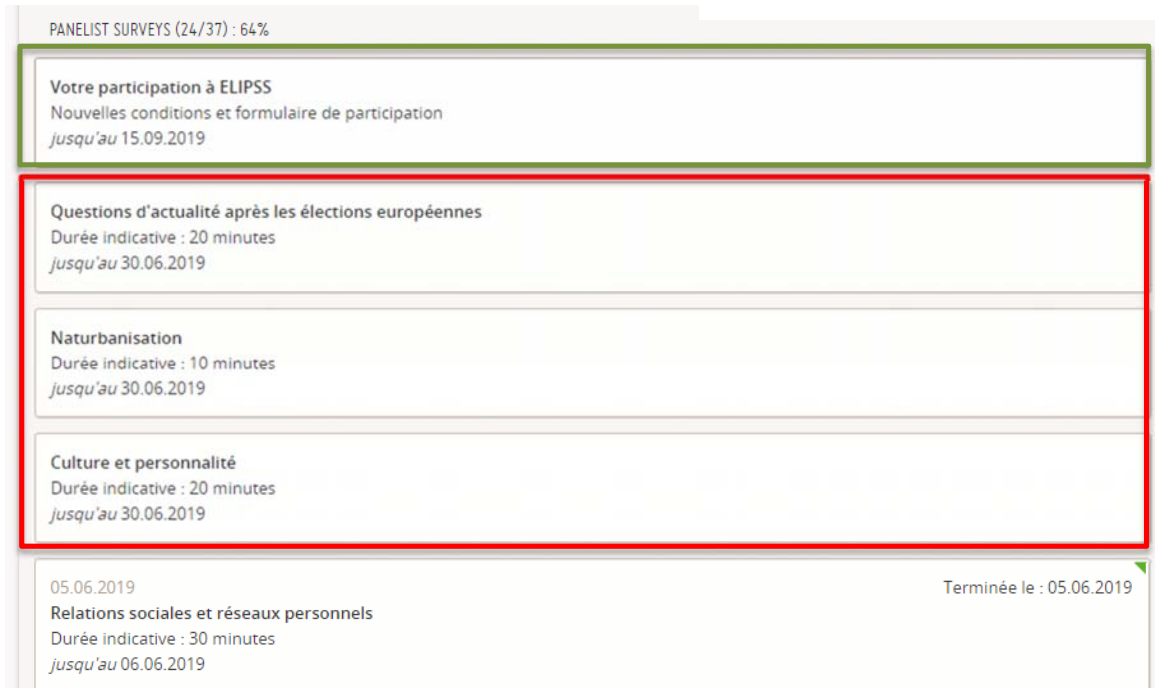 PANELIST SURVEYS (24/37) : 64%
Votre participation à ELIPSS
Nouvelles conditions et formulaire de participation
jusqu'au 15.09.2019
Questions d'actualité après les élections européennes
Durée indicative : 20 minutes
jusqu'au 30.06.2019
Naturbanisation
Durée indicative : 10 minutes
jusqu'au 30.06.2019
Culture et personnalité
Durée indicative : 20 minutes
jusqu'au 30.06.2019
05.06.2019
Terminée le : 05.06.2019
Relations sociales et réseaux personnels
Durée indicative : 30 minutes
jusqu'au 06.06.2019